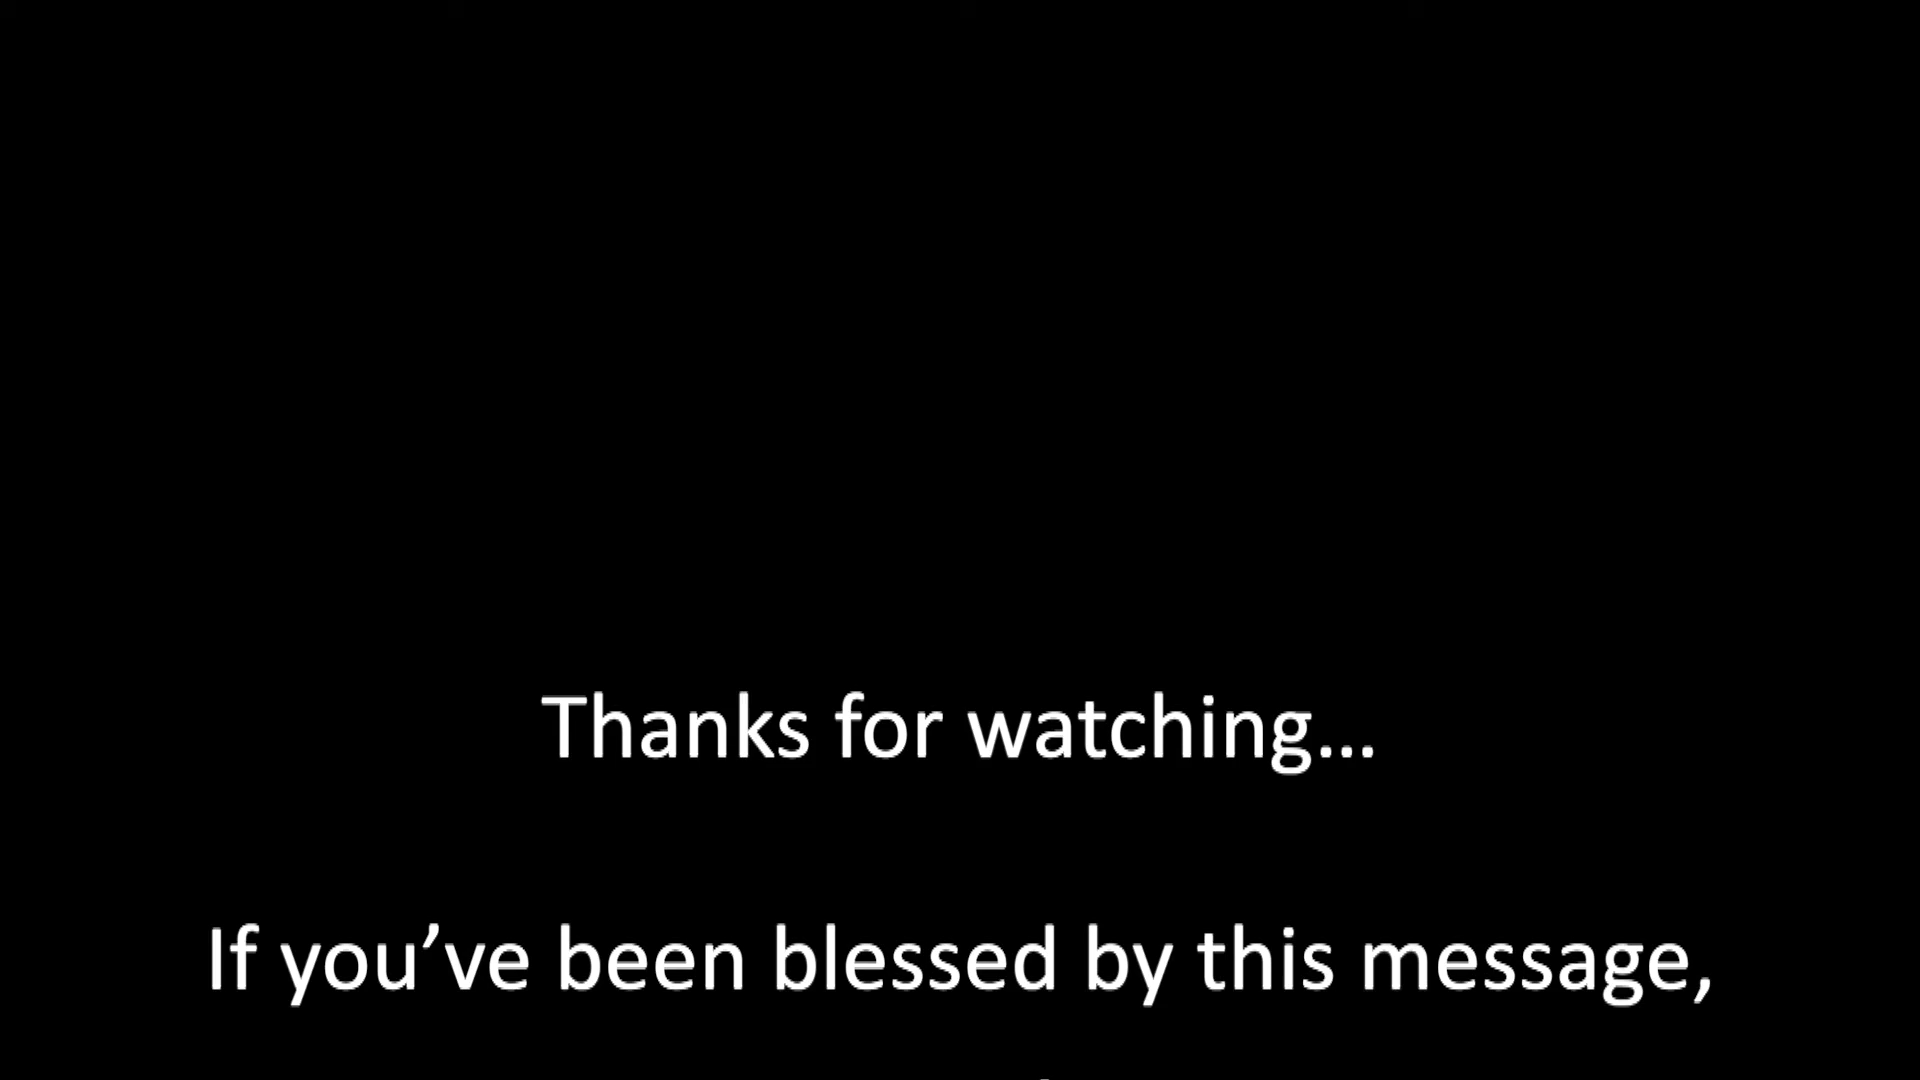 Thanks for watching...
If you’ve been blessed by this message,